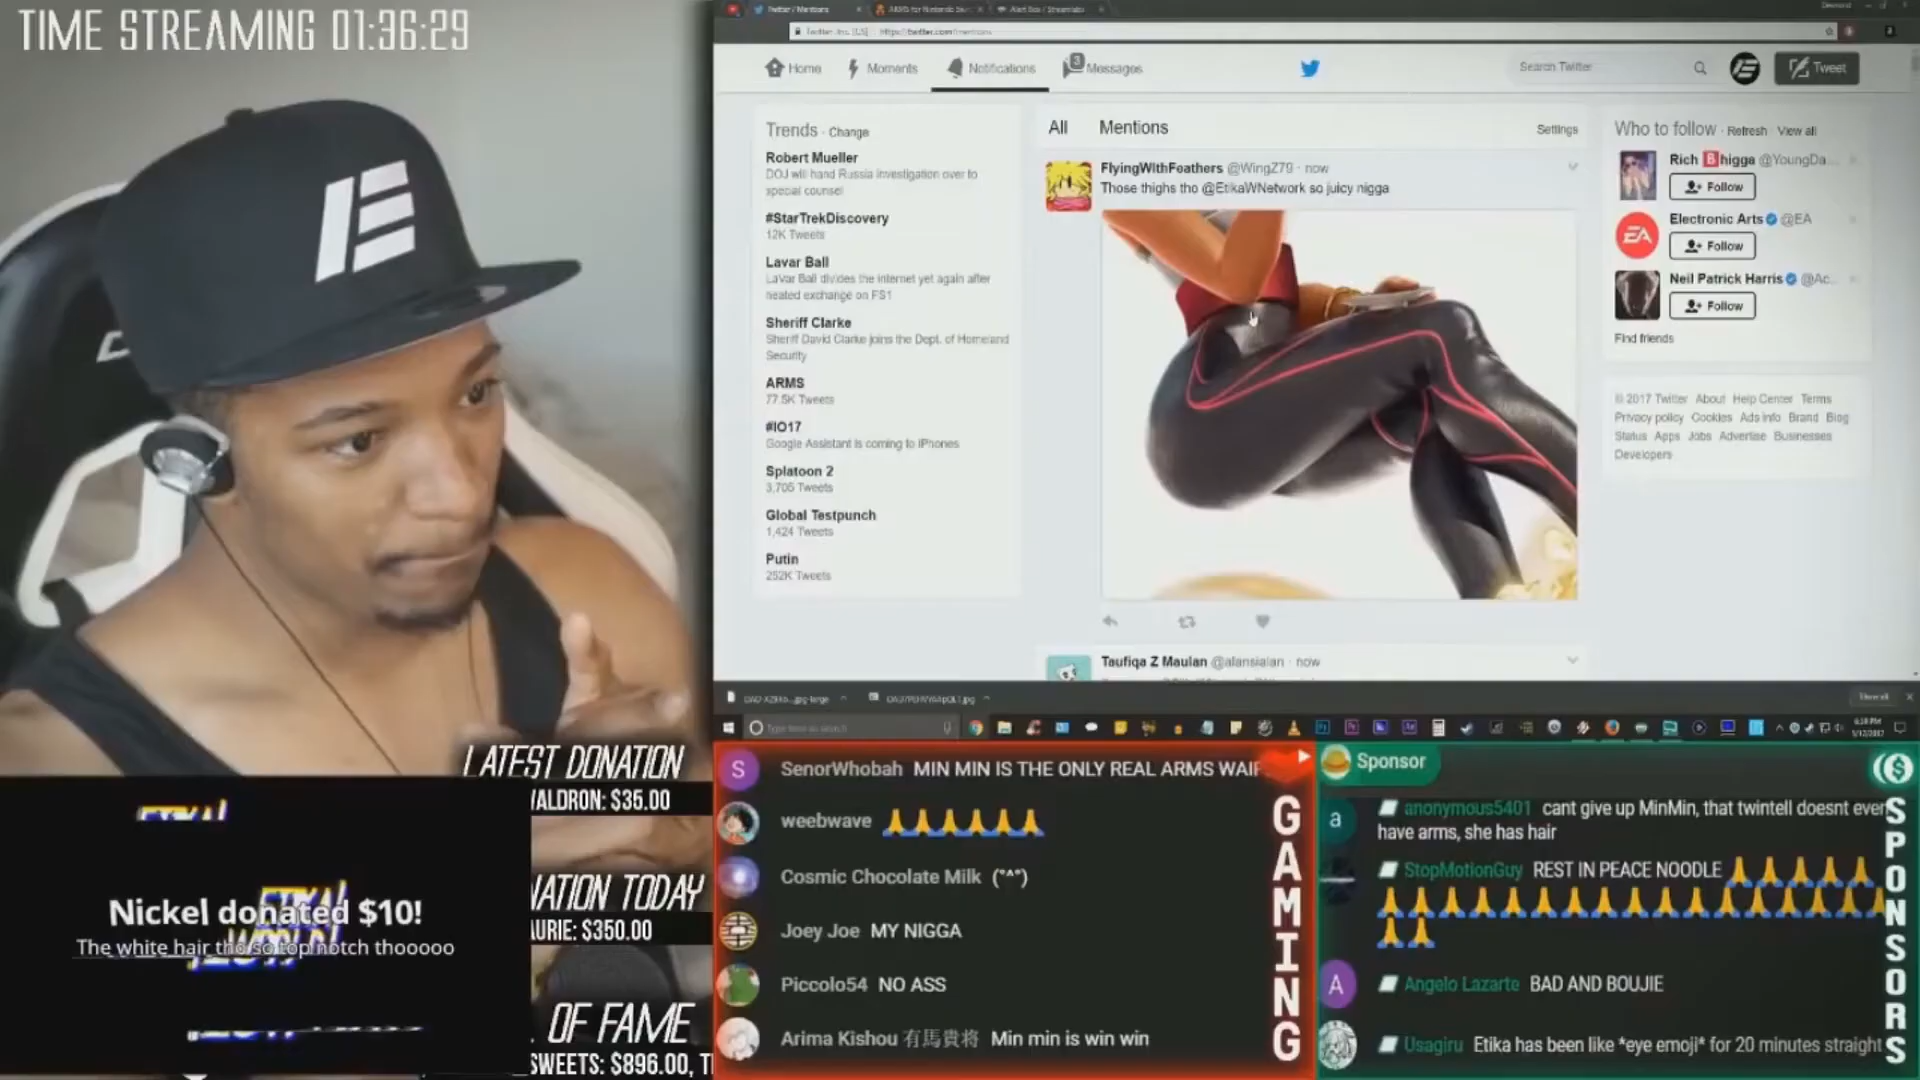 TIME STREAMING 01:36:29
Twitter / Mentions
Home
Moments
Notifications
3
Messages
Search Twitter
Tweet
Trends · Change
Robert Mueller
DOJ will hand Russia investigation over to
special counsel
#StarTrekDiscovery
12K Tweets
Lavar Ball
LaVar Ball divides the internet yet again after
heated exchange on FS1
Sheriff Clarke
Sheriff David Clarke joins the Dept. of Homeland
Security
ARMS
77.5K Tweets
#IO17
Google Assistant is coming to iPhones
Splatoon 2
3,705 Tweets
Global Testpunch
1,424 Tweets
Putin
252K Tweets
All
Mentions
Settings
FlyingWithFeathers @WingZ79 · now
Those thighs tho @EtikaWNetwork so juicy nigga
Taufiqa Z Maulan @alansialan · now
Who to follow · Refresh · View all
Rich Bhigga @YoungDa...
Follow
Electronic Arts @EA
EA
Follow
Neil Patrick Harris @Ac...
Follow
Find friends
© 2017 Twitter About Help Center Terms
Privacy policy Cookies Ads info Brand Blog
Status Apps Jobs Advertise Businesses
Developers
LATEST DONATION
WALDRON: $35.00
NATION TODAY
AURIE: $350.00
OF FAME
SWEETS: $896.00, T
ETIKA
Nickel donated $10!
The white hair tho so top notch thooooo
S
SenorWhobah MIN MIN IS THE ONLY REAL ARMS WAIF
weebwave 🙏🙏🙏🙏🙏🙏
Cosmic Chocolate Milk (°^°)
Joey Joe MY NIGGA
Piccolo54 NO ASS
Arima Kishou 有馬貴将 Min min is win win
GAMING
Sponsor
a
anonymous5401 cant give up MinMin, that twintell doesnt even
have arms, she has hair
StopMotionGuy REST IN PEACE NOODLE 🙏🙏🙏🙏🙏
🙏🙏🙏🙏🙏🙏🙏🙏🙏🙏🙏🙏🙏🙏🙏🙏🙏
🙏🙏
A
Angelo Lazarte BAD AND BOUJIE
Usagiru Etika has been like *eye emoji* for 20 minutes straight
SPONSORS